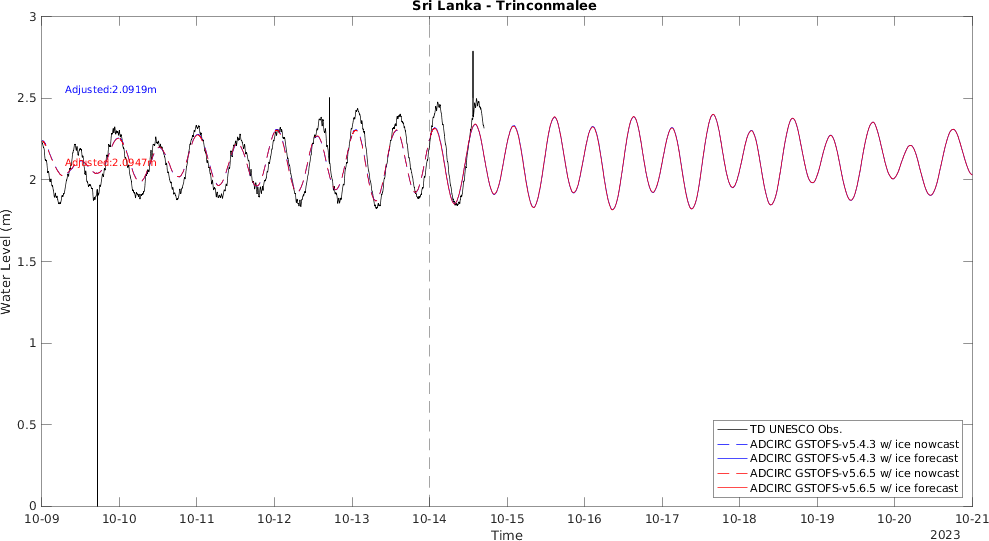 Sri Lanka - Trinconmalee
3
2.5
2
1.5
1
0.5
0
Water Level (m)
Adjusted:2.0919m
Adjusted:2.0947m
TD UNESCO Obs.
ADCIRC GSTOFS-v5.4.3 w/ ice nowcast
ADCIRC GSTOFS-v5.4.3 w/ ice forecast
ADCIRC GSTOFS-v5.6.5 w/ ice nowcast
ADCIRC GSTOFS-v5.6.5 w/ ice forecast
10-09 10-10 10-11 10-12 10-13 10-14 10-15 10-16 10-17 10-18 10-19 10-20 10-21
Time
2023